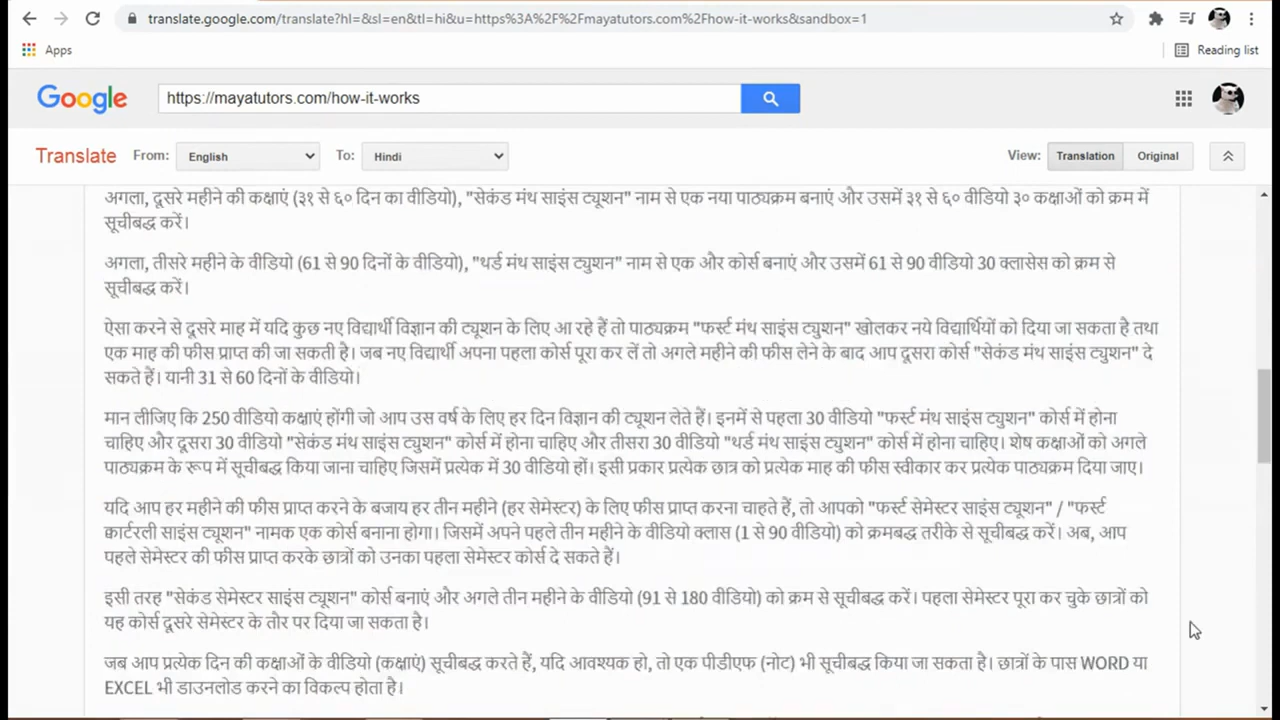 translate.google.com/translate?hl=&sl=en&tl=hi&u=https%3A%2F%2Fmayatutors.com%2Fhow-it-works&sandbox=1
Apps
Reading list
Google
https://mayatutors.com/how-it-works
Translate From: English To: Hindi View: Translation Original
अगला, दूसरे महीने की कक्षाएं (३१ से ६० दिन का वीडियो), "सेकंड मंथ साइंस ट्यूशन" नाम से एक नया पाठ्यक्रम बनाएं और उसमें ३१ से ६० वीडियो ३० कक्षाओं को क्रम में
सूचीबद्ध करें।
अगला, तीसरे महीने के वीडियो (61 से 90 दिनों के वीडियो), "थर्ड मंथ साइंस ट्युशन" नाम से एक और कोर्स बनाएं और उसमें 61 से 90 वीडियो 30 क्लासेस को क्रम से
सूचीबद्ध करें।
ऐसा करने से दूसरे माह में यदि कुछ नए विद्यार्थी विज्ञान की ट्यूशन के लिए आ रहे हैं तो पाठ्यक्रम "फर्स्ट मंथ साइंस ट्यूशन" खोलकर नये विद्यार्थियों को दिया जा सकता है तथा
एक माह की फीस प्राप्त की जा सकती है। जब नए विद्यार्थी अपना पहला कोर्स पूरा कर लें तो अगले महीने की फीस लेने के बाद आप दूसरा कोर्स "सेकंड मंथ साइंस ट्युशन" दे
सकते हैं। यानी 31 से 60 दिनों के वीडियो।
मान लीजिए कि 250 वीडियो कक्षाएं होंगी जो आप उस वर्ष के लिए हर दिन विज्ञान की ट्यूशन लेते हैं। इनमें से पहला 30 वीडियो "फर्स्ट मंथ साइंस ट्युशन" कोर्स में होना
चाहिए और दूसरा 30 वीडियो "सेकंड मंथ साइंस ट्युशन" कोर्स में होना चाहिए और तीसरा 30 वीडियो "थर्ड मंथ साइंस ट्युशन" कोर्स में होना चाहिए। शेष कक्षाओं को अगले
पाठ्यक्रम के रूप में सूचीबद्ध किया जाना चाहिए जिसमें प्रत्येक में 30 वीडियो हों। इसी प्रकार प्रत्येक छात्र को प्रत्येक माह की फीस स्वीकार कर प्रत्येक पाठ्यक्रम दिया जाए।
यदि आप हर महीने की फीस प्राप्त करने के बजाय हर तीन महीने (हर सेमेस्टर) के लिए फीस प्राप्त करना चाहते हैं, तो आपको "फर्स्ट सेमेस्टर साइंस ट्यूशन" / "फर्स्ट
क्वार्टरली साइंस ट्यूशन" नामक एक कोर्स बनाना होगा। जिसमें अपने पहले तीन महीने के वीडियो क्लास (1 से 90 वीडियो) को क्रमबद्ध तरीके से सूचीबद्ध करें। अब, आप
पहले सेमेस्टर की फीस प्राप्त करके छात्रों को उनका पहला सेमेस्टर कोर्स दे सकते हैं।
इसी तरह "सेकंड सेमेस्टर साइंस ट्यूशन" कोर्स बनाएं और अगले तीन महीने के वीडियो (91 से 180 वीडियो) को क्रम से सूचीबद्ध करें। पहला सेमेस्टर पूरा कर चुके छात्रों को
यह कोर्स दूसरे सेमेस्टर के तौर पर दिया जा सकता है।
जब आप प्रत्येक दिन की कक्षाओं के वीडियो (कक्षाएं) सूचीबद्ध करते हैं, यदि आवश्यक हो, तो एक पीडीएफ (नोट) भी सूचीबद्ध किया जा सकता है। छात्रों के पास WORD या
EXCEL भी डाउनलोड करने का विकल्प होता है।